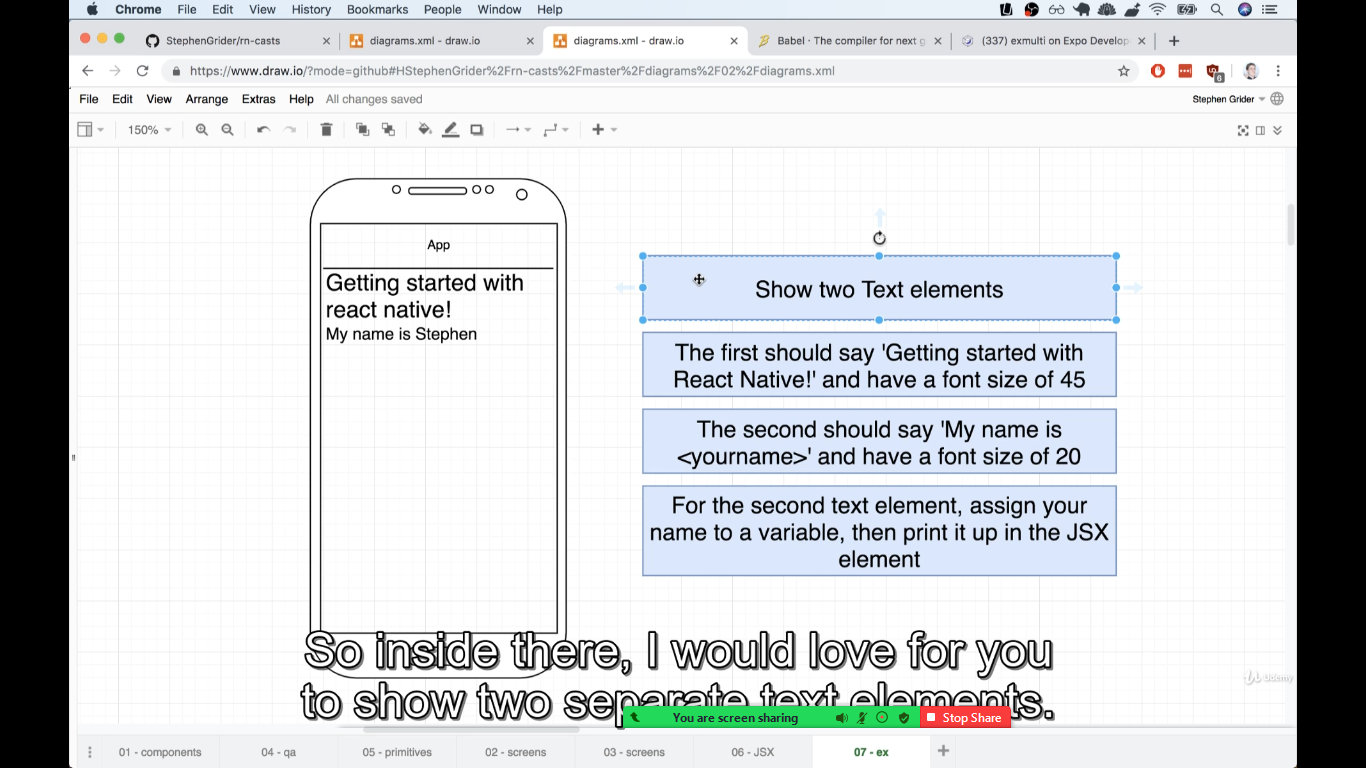 Chrome File Edit View History Bookmarks People Window Help
StephenGrider/rn-casts × diagrams.xml - draw.io × diagrams.xml - draw.io × Babel · The compiler for next g × (337) exmulti on Expo Develop × +
https://www.draw.io/?mode=github#HStephenGrider%2Frn-casts%2Fmaster%2Fdiagrams%2F02%2Fdiagrams.xml
6
File Edit View Arrange Extras Help All changes saved
Stephen Grider
150%
App
Getting started with
react native!
My name is Stephen
Show two Text elements
The first should say 'Getting started with
React Native!' and have a font size of 45
The second should say 'My name is
<yourname>' and have a font size of 20
For the second text element, assign your
name to a variable, then print it up in the JSX
element
So inside there, I would love for you
to show two separate text elements.
Udemy
You are screen sharing
Stop Share
01 - components 04 - qa 05 - primitives 02 - screens 03 - screens 06 - JSX 07 - ex +